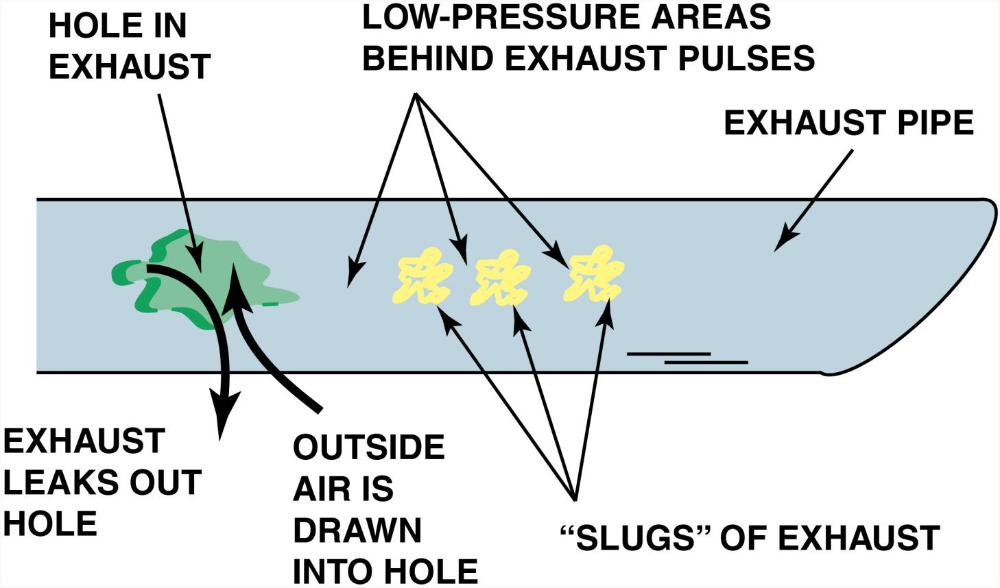 HOLE IN
EXHAUST
LOW-PRESSURE AREAS
BEHIND EXHAUST PULSES
EXHAUST PIPE
EXHAUST
LEAKS OUT
HOLE
OUTSIDE
AIR IS
DRAWN
INTO HOLE
“SLUGS” OF EXHAUST